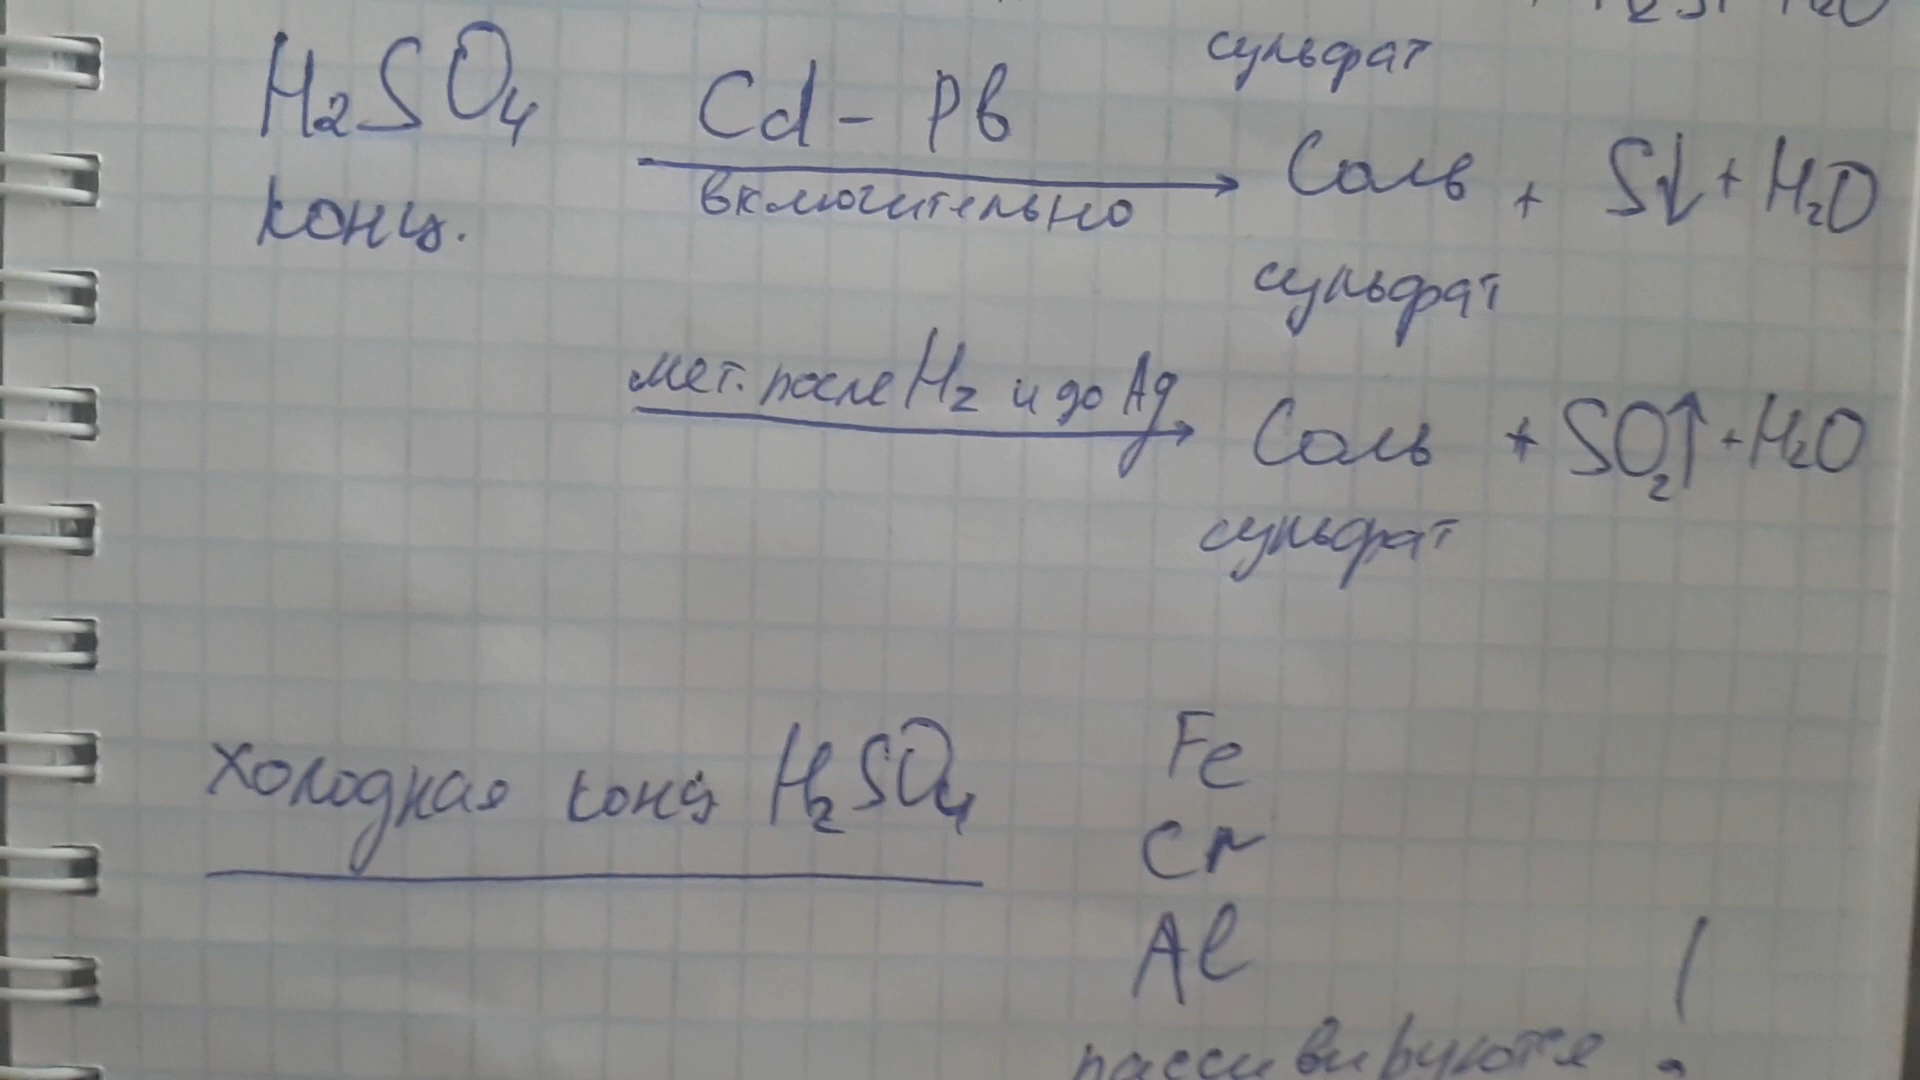 сульфат
H₂SO₄ Cd - Pb Соль + S↓ + H₂O
конц. включительно
сульфат
мет. после H₂ и до Ag Соль + SO₂↑ + H₂O
сульфат
Холодная конц H₂SO₄ Fe
Cr
Al
пассивируются !